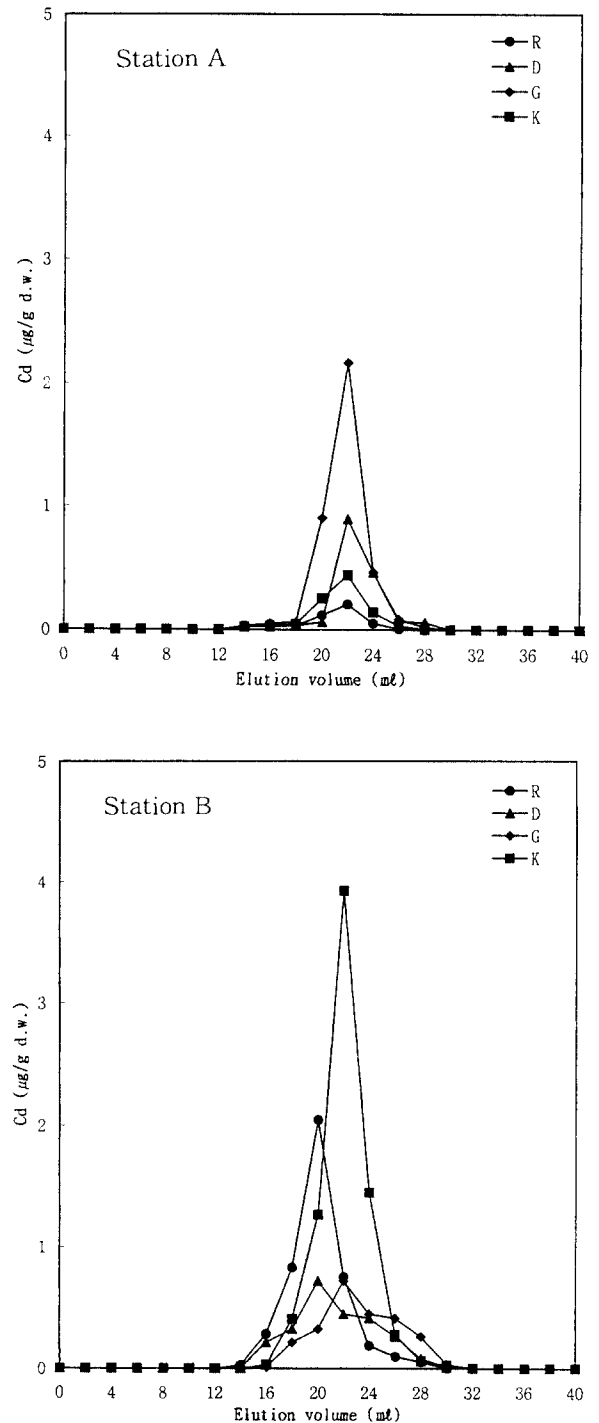 5
Station A
R
D
G
K
4
3
Cd (μg/g d.w.)
2
1
0
0 4 8 12 16 20 24 28 32 36 40
Elution volume (mℓ)
5
Station B
R
D
G
K
4
3
Cd (μg/g d.w.)
2
1
0
0 4 8 12 16 20 24 28 32 36 40
Elution volume (mℓ)